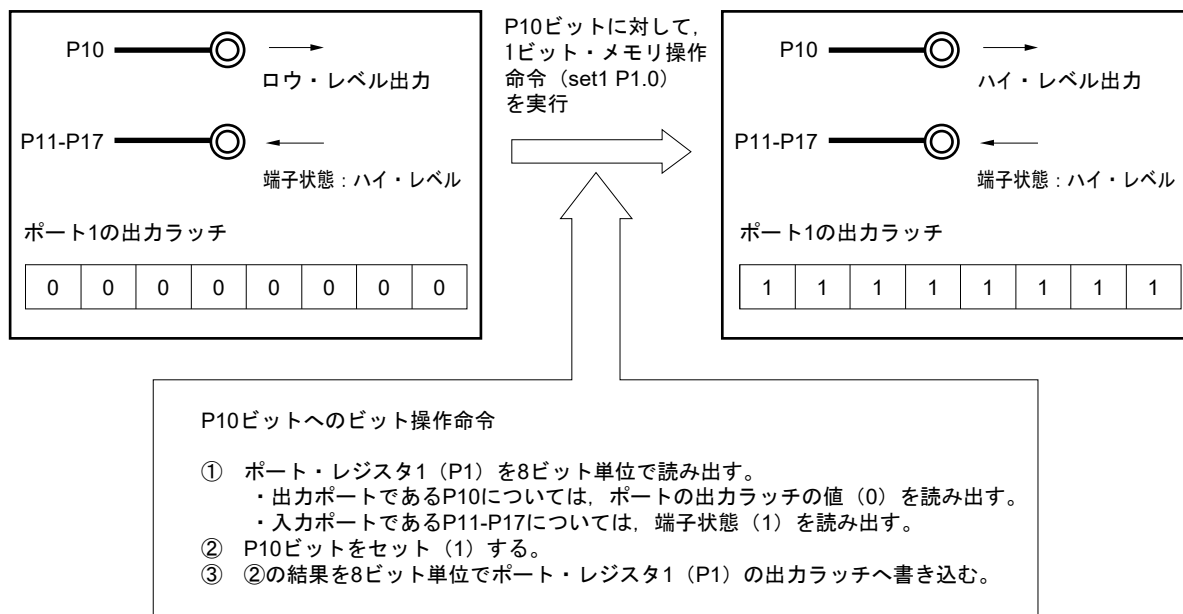 P10
ロウ・レベル出力
P11-P17
端子状態：ハイ・レベル
ポート1の出力ラッチ
0 0 0 0 0 0 0 0
P10ビットに対して，
1ビット・メモリ操作
命令（set1 P1.0）
を実行
P10
ハイ・レベル出力
P11-P17
端子状態：ハイ・レベル
ポート1の出力ラッチ
1 1 1 1 1 1 1 1
P10ビットへのビット操作命令
① ポート・レジスタ1（P1）を8ビット単位で読み出す。
・出力ポートであるP10については，ポートの出力ラッチの値（0）を読み出す。
・入力ポートであるP11-P17については，端子状態（1）を読み出す。
② P10ビットをセット（1）する。
③ ②の結果を8ビット単位でポート・レジスタ1（P1）の出力ラッチへ書き込む。